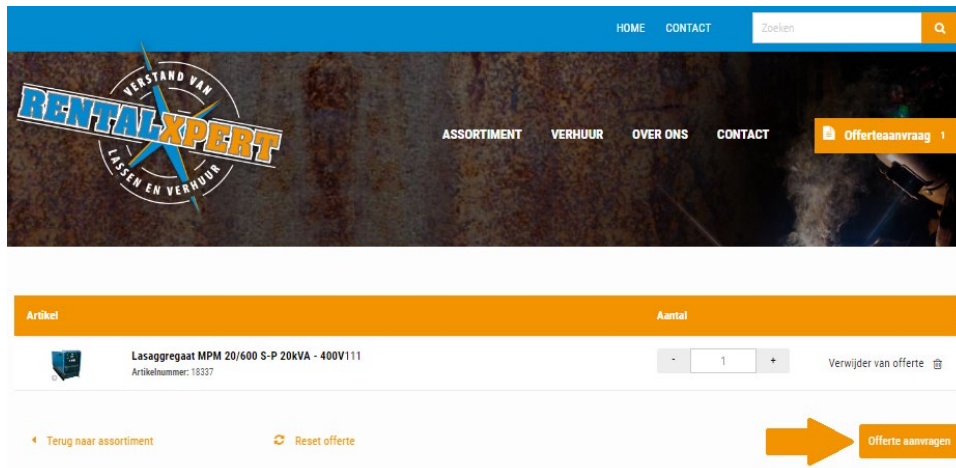 HOME CONTACT Zoeken
VERSTAND VAN
RENTALXPERT
LASSEN EN VERHUUR
ASSORTIMENT VERHUUR OVER ONS CONTACT Offerteaanvraag 1
Artikel Aantal
Lasaggregaat MPM 20/600 S-P 20kVA - 400V111
Artikelnummer: 18337
- 1 + Verwijder van offerte
Terug naar assortiment Reset offerte Offerte aanvragen